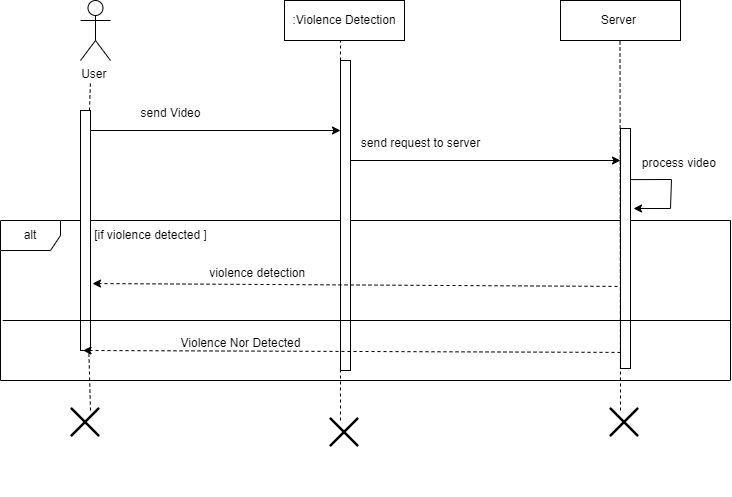 :Violence Detection
Server
User
send Video
send request to server
process video
alt
[if violence detected ]
violence detection
Violence Nor Detected